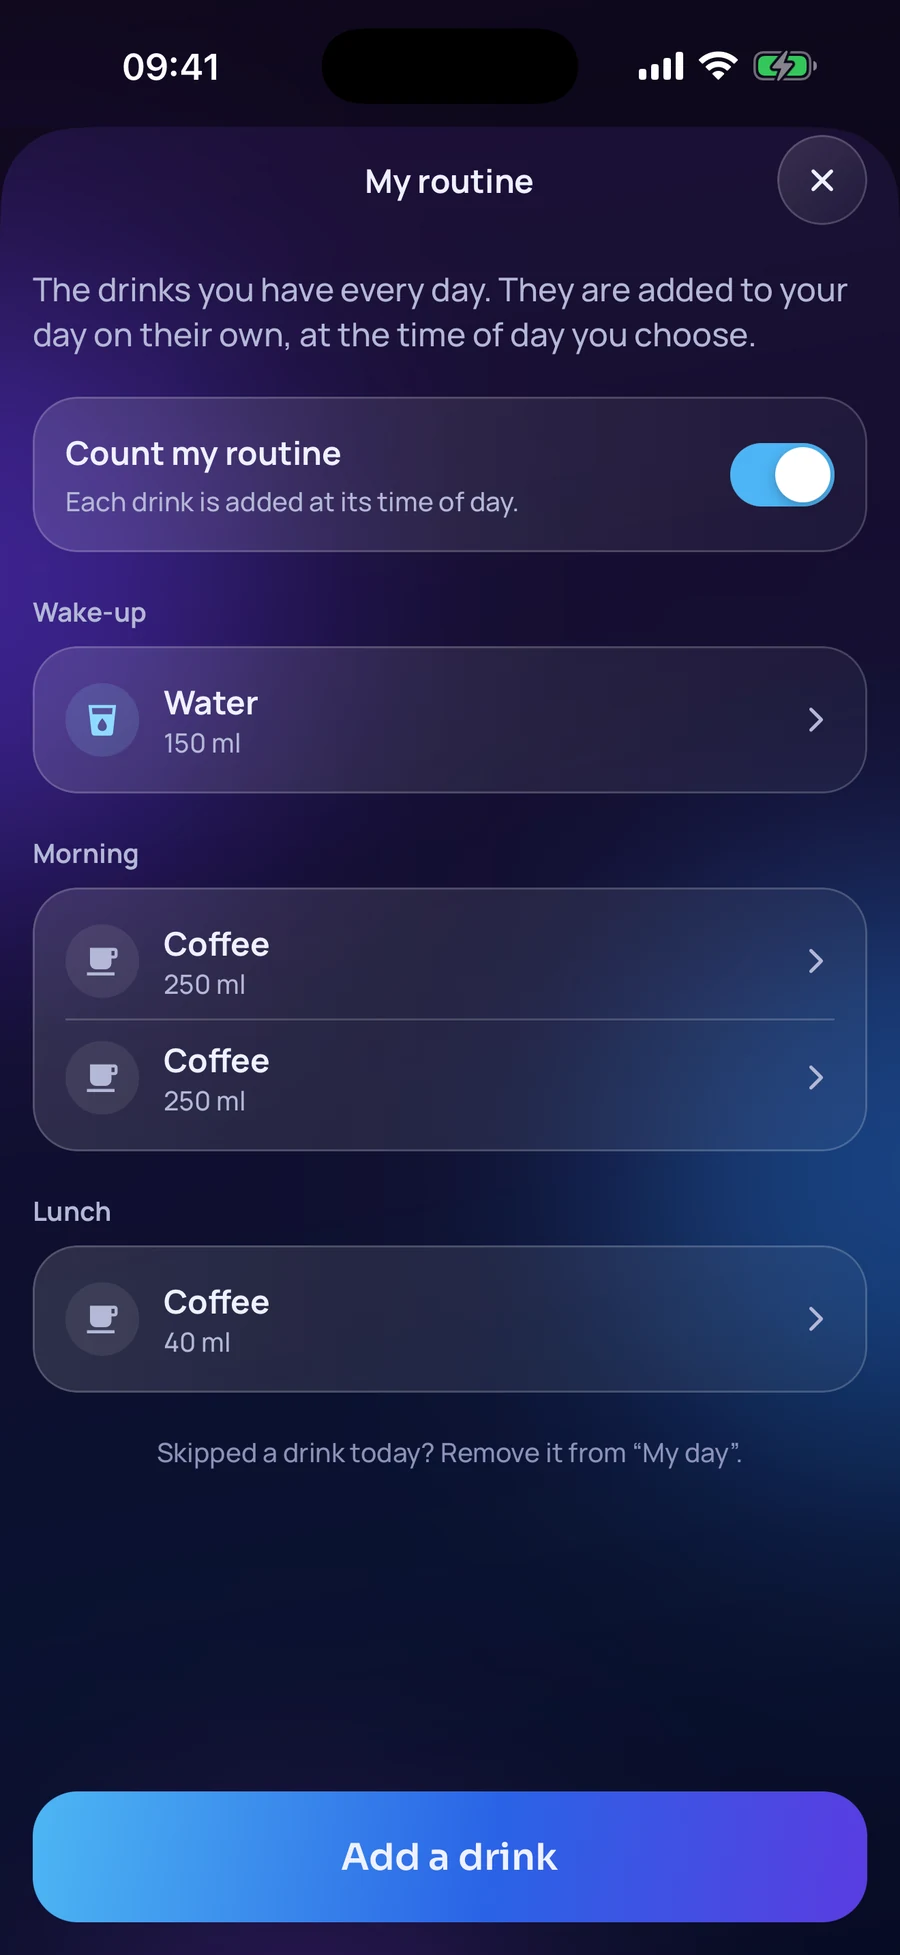 09:41
My routine
The drinks you have every day. They are added to your
day on their own, at the time of day you choose.
Count my routine
Each drink is added at its time of day.
Wake-up
Water
150 ml
Morning
Coffee
250 ml
Coffee
250 ml
Lunch
Coffee
40 ml
Skipped a drink today? Remove it from “My day”.
Add a drink